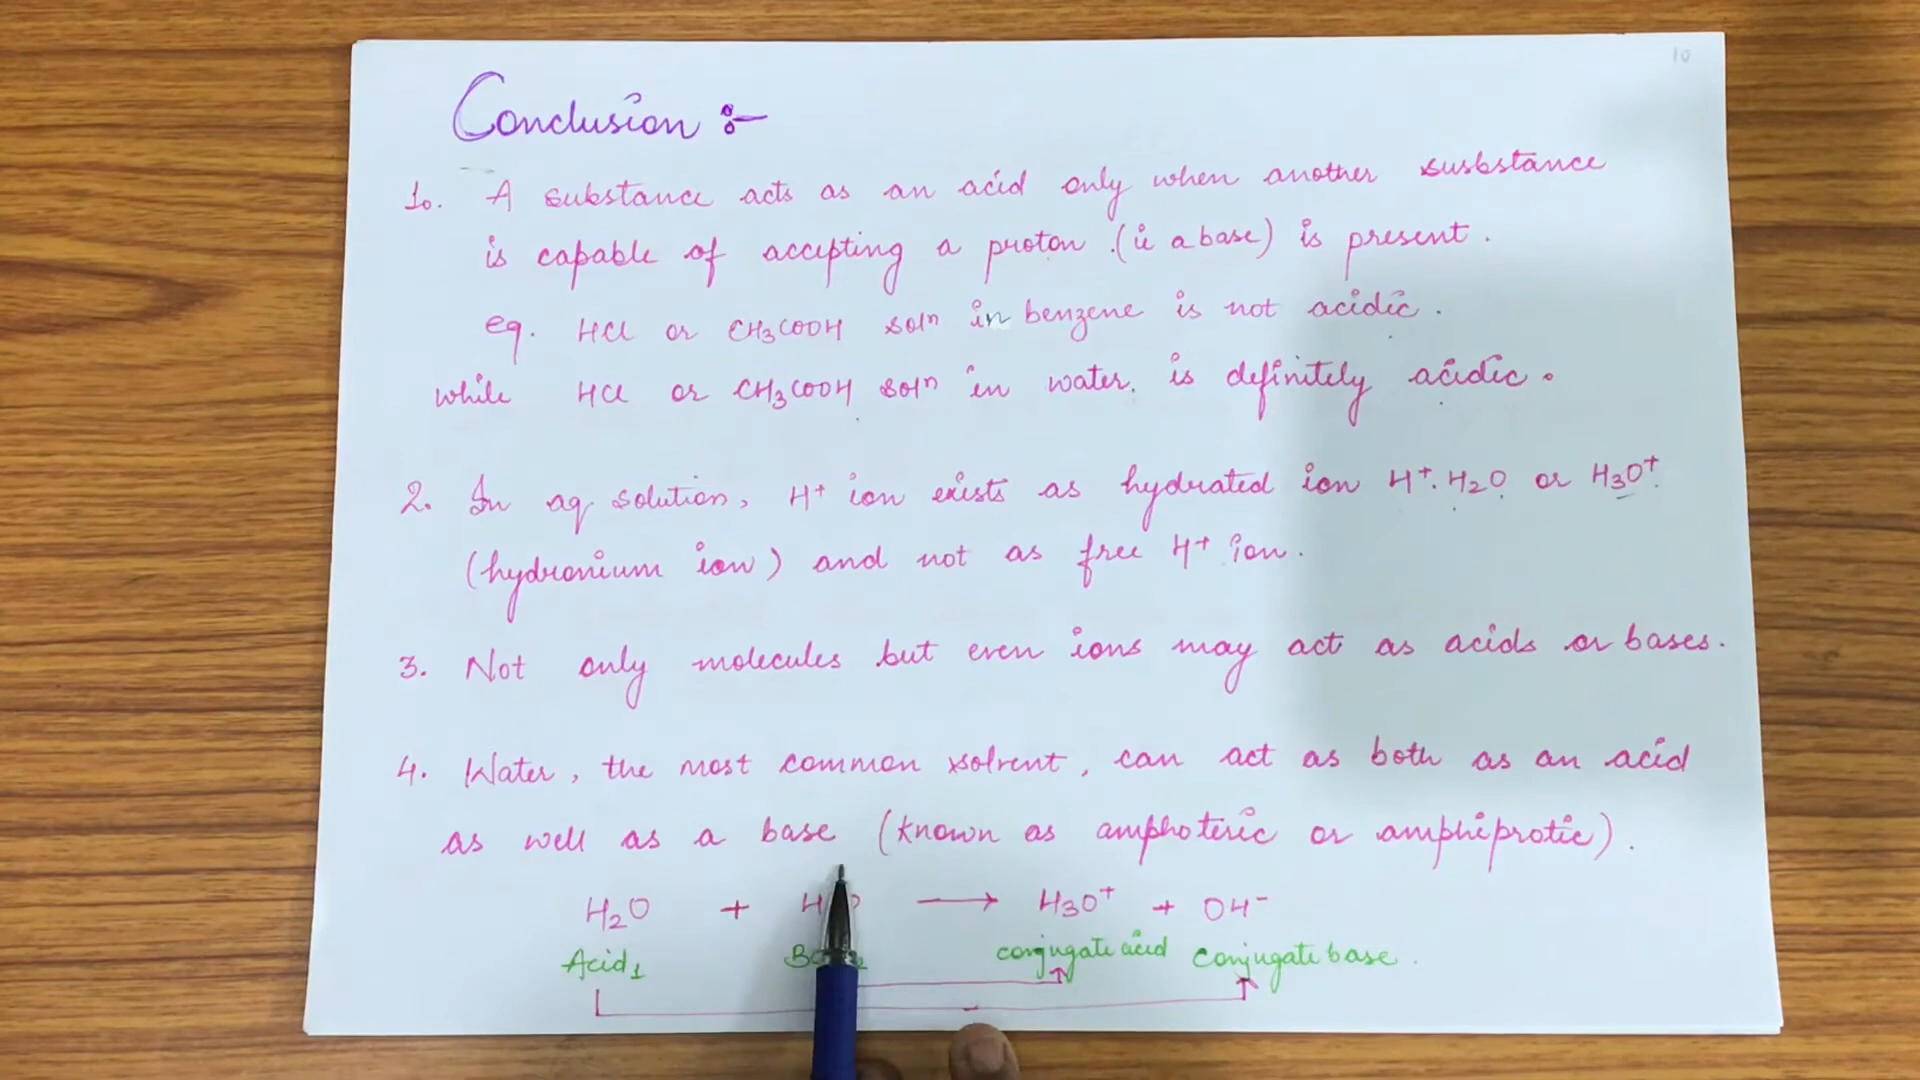 10
Conclusion :-
1. A substance acts as an acid only when another susbstance
is capable of accepting a proton (ie a base) is present.
eg. HCl or CH3COOH soln in benzene is not acidic.
while HCl or CH3COOH soln in water. is definitely acidic.
2. In aq solution, H+ ion exists as hydrated ion H+.H2O or H3O+
(hydronium ion) and not as free H+ ion.
3. Not only molecules but even ions may act as acids or bases.
4. Water, the most common solvent, can act as both as an acid
as well as a base (known as amphoteric or amphiprotic).
H2O + H → H3O+ + OH-
Acid1 conjugate acid conjugate base.